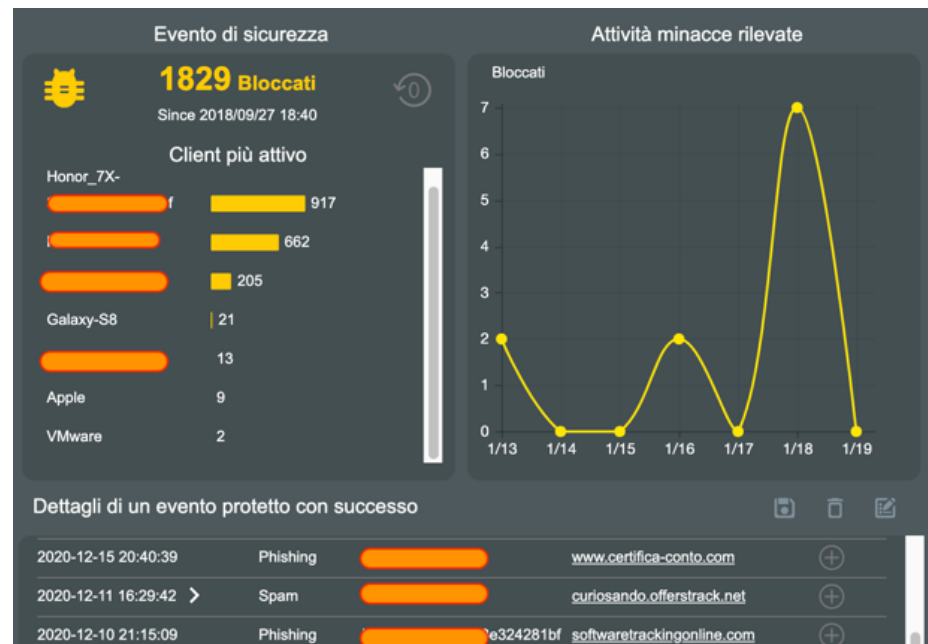 Evento di sicurezza
1829 Bloccati
0
Since 2018/09/27 18:40
Client più attivo
Honor_7X-
f 917
662
205
Galaxy-S8 21
13
Apple 9
VMware 2
Attività minacce rilevate
Bloccati
7
6
5
4
3
2
1
0
1/13 1/14 1/15 1/16 1/17 1/18 1/19
Dettagli di un evento protetto con successo
2020-12-15 20:40:39 Phishing www.certifica-conto.com
2020-12-11 16:29:42 Spam curiosando.offerstrack.net
2020-12-10 21:15:09 Phishing e324281bf softwaretrackingonline.com